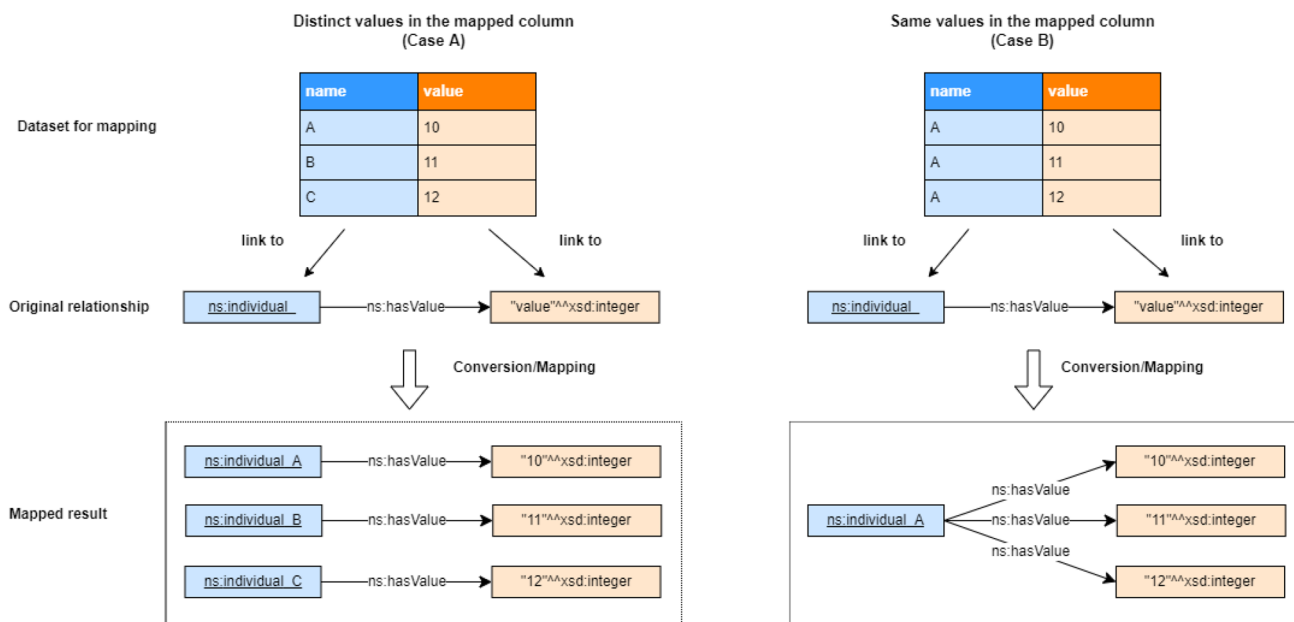 Distinct values in the mapped column
(Case A)
Same values in the mapped column
(Case B)
Dataset for mapping
name value
A 10
B 11
C 12
name value
A 10
A 11
A 12
link to link to
link to link to
Original relationship
ns:individual_ ns:hasValue "value"^^xsd:integer
ns:individual_ ns:hasValue "value"^^xsd:integer
Conversion/Mapping
Conversion/Mapping
Mapped result
ns:individual_A ns:hasValue "10"^^xsd:integer
ns:individual_B ns:hasValue "11"^^xsd:integer
ns:individual_C ns:hasValue "12"^^xsd:integer
"10"^^xsd:integer
ns:hasValue
ns:individual_A ns:hasValue "11"^^xsd:integer
ns:hasValue
"12"^^xsd:integer